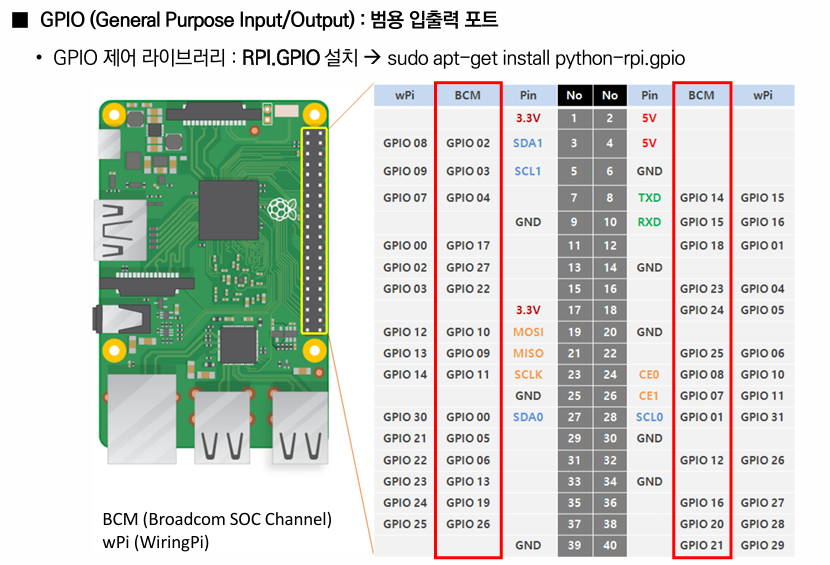 ■ GPIO (General Purpose Input/Output) : 범용 입출력 포트
• GPIO 제어 라이브러리 : RPI.GPIO 설치 → sudo apt-get install python-rpi.gpio
wPi BCM Pin No No Pin BCM wPi
3.3V 1 2 5V
GPIO 08 GPIO 02 SDA1 3 4 5V
GPIO 09 GPIO 03 SCL1 5 6 GND
GPIO 07 GPIO 04 7 8 TXD GPIO 14 GPIO 15
GND 9 10 RXD GPIO 15 GPIO 16
GPIO 00 GPIO 17 11 12 GPIO 18 GPIO 01
GPIO 02 GPIO 27 13 14 GND
GPIO 03 GPIO 22 15 16 GPIO 23 GPIO 04
3.3V 17 18 GPIO 24 GPIO 05
GPIO 12 GPIO 10 MOSI 19 20 GND
GPIO 13 GPIO 09 MISO 21 22 GPIO 25 GPIO 06
GPIO 14 GPIO 11 SCLK 23 24 CE0 GPIO 08 GPIO 10
GND 25 26 CE1 GPIO 07 GPIO 11
GPIO 30 GPIO 00 SDA0 27 28 SCL0 GPIO 01 GPIO 31
GPIO 21 GPIO 05 29 30 GND
GPIO 22 GPIO 06 31 32 GPIO 12 GPIO 26
GPIO 23 GPIO 13 33 34 GND
GPIO 24 GPIO 19 35 36 GPIO 16 GPIO 27
GPIO 25 GPIO 26 37 38 GPIO 20 GPIO 28
GND 39 40 GPIO 21 GPIO 29
BCM (Broadcom SOC Channel)
wPi (WiringPi)